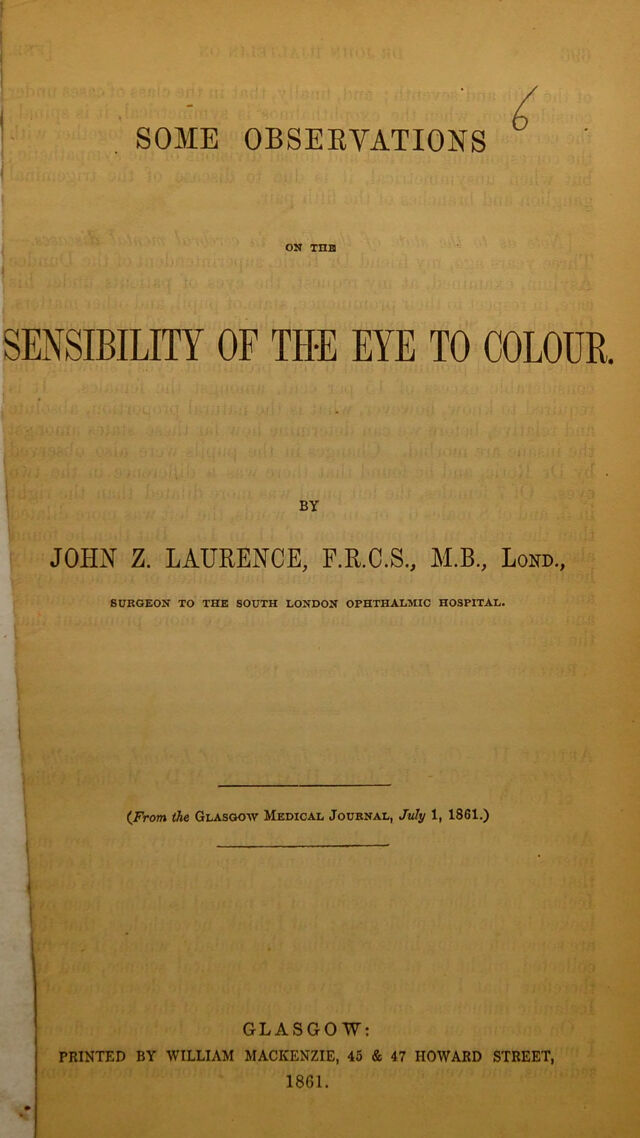 6
SOME OBSERVATIONS
ON THE
SENSIBILITY OF THE EYE TO COLOUR.
BY
JOHN Z. LAURENCE, F.R.C.S., M.B., LOND.,
SURGEON TO THE SOUTH LONDON OPHTHALMIC HOSPITAL.
(From the GLASGOW MEDICAL JOURNAL, July 1, 1861.)
GLASGOW:
PRINTED BY WILLIAM MACKENZIE, 45 & 47 HOWARD STREET,
1861.